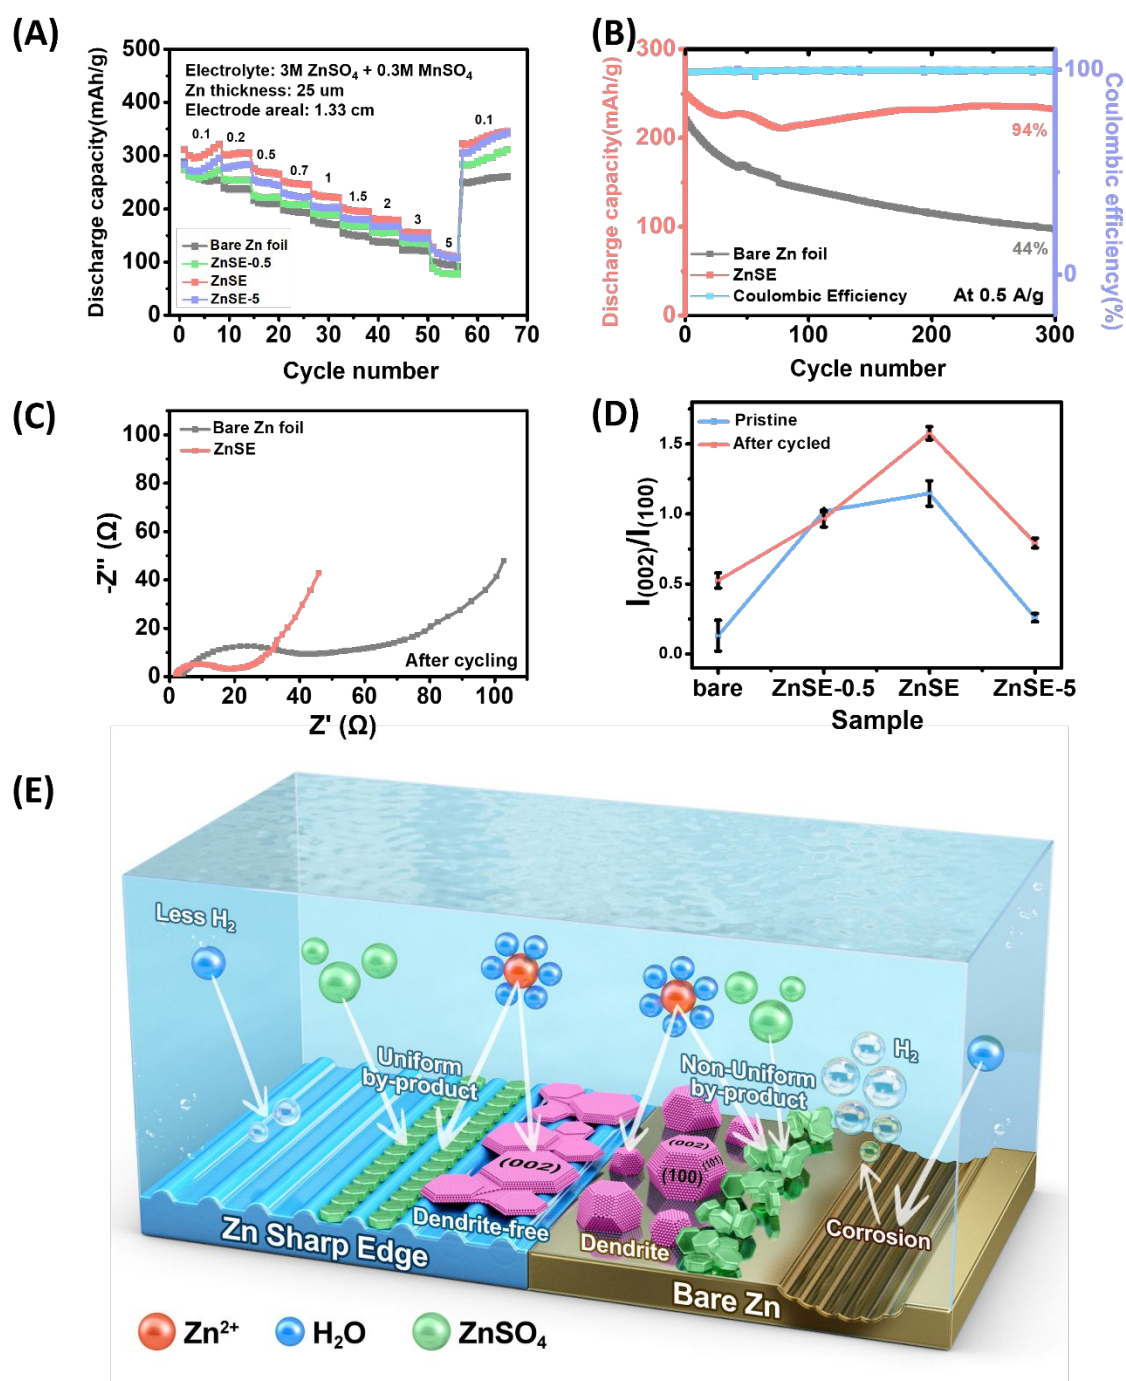 (A)
Discharge capacity(mAh/g)
500
400
300
200
100
0
Electrolyte: 3M ZnSO₄ + 0.3M MnSO₄
Zn thickness: 25 um
Electrode areal: 1.33 cm
0.1
0.2
0.5
0.7
1
1.5
2
3
5
0.1
Bare Zn foil
ZnSE-0.5
ZnSE
ZnSE-5
0 10 20 30 40 50 60 70
Cycle number
(B)
Discharge capacity(mAh/g)
300
200
100
0
94%
44%
Bare Zn foil
ZnSE
Coulombic Efficiency
At 0.5 A/g
100
0
Coulombic efficiency(%)
0 100 200 300
Cycle number
(C)
-Z'' (Ω)
100
80
60
40
20
0
Bare Zn foil
ZnSE
After cycling
0 20 40 60 80 100
Z' (Ω)
(D)
I(002)/I(100)
1.5
1.0
0.5
0.0
Pristine
After cycled
bare ZnSE-0.5 ZnSE ZnSE-5
Sample
(E)
Less H₂
Uniform
by-product
Non-Uniform
by-product
H₂
(002)
(002)
(100)
(101)
Dendrite-free
Dendrite
Corrosion
Zn Sharp Edge
Bare Zn
Zn²⁺
H₂O
ZnSO₄